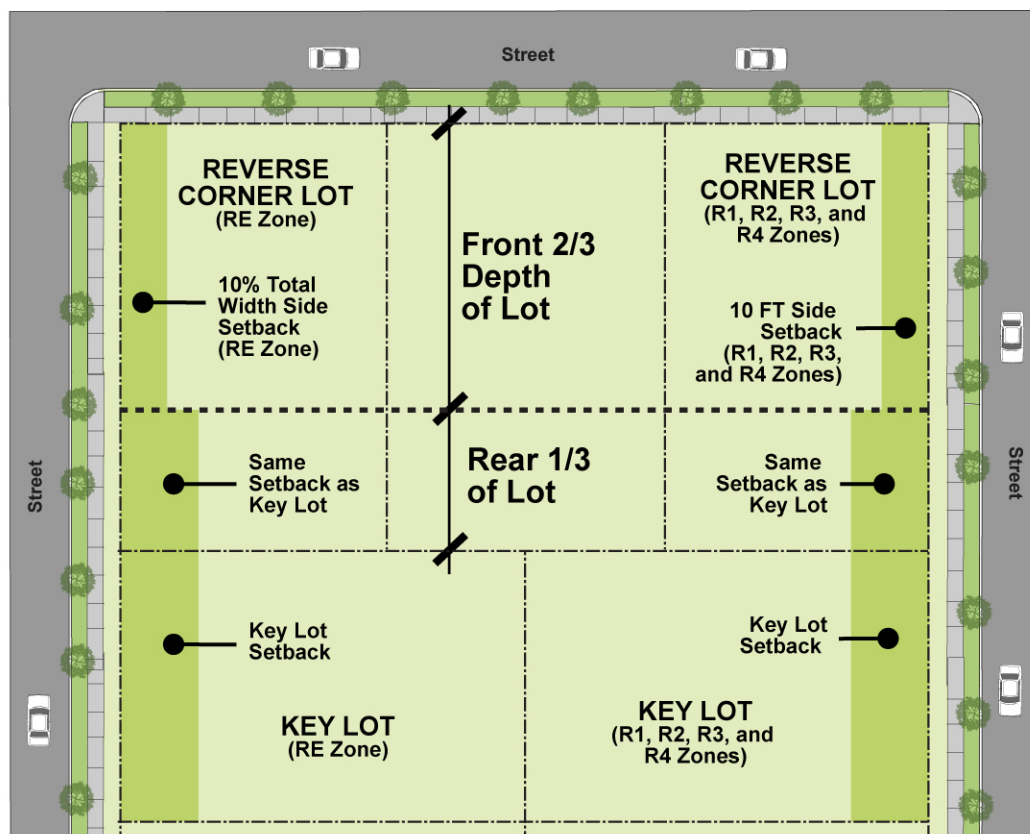 Street
REVERSE
CORNER LOT
(RE Zone)
REVERSE
CORNER LOT
(R1, R2, R3, and
R4 Zones)
Front 2/3
Depth
of Lot
10% Total
Width Side
Setback
(RE Zone)
10 FT Side
Setback
(R1, R2, R3,
and R4 Zones)
Street
Same
Setback as
Key Lot
Rear 1/3
of Lot
Same
Setback as
Key Lot
Street
Key Lot
Setback
Key Lot
Setback
KEY LOT
(RE Zone)
KEY LOT
(R1, R2, R3, and
R4 Zones)